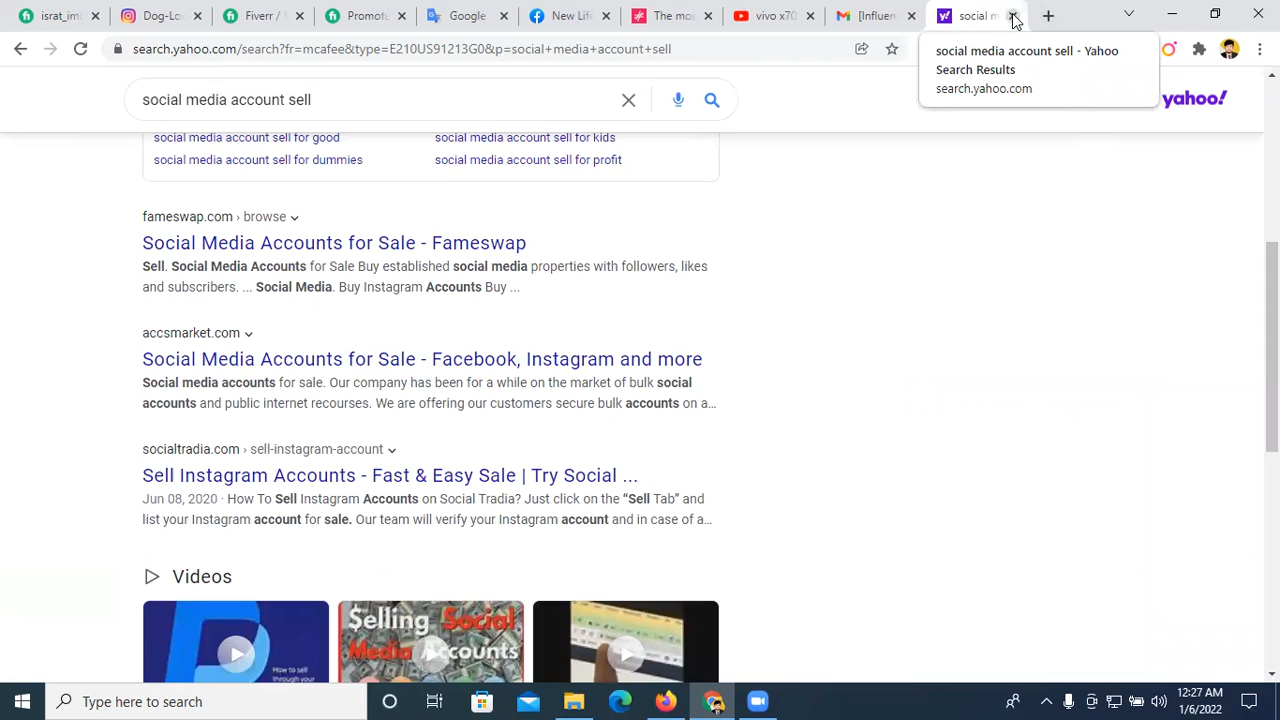 israt_im
Dog-Lo
Fiverr / S
Promotu
Google
New Life
The mos
vivo x70
[Influen
social m
search.yahoo.com/search?fr=mcafee&type=E210US91213G0&p=social+media+account+sell
social media account sell - Yahoo
Search Results
search.yahoo.com
social media account sell
yahoo!
social media account sell for good
social media account sell for kids
social media account sell for dummies
social media account sell for profit
fameswap.com › browse
Social Media Accounts for Sale - Fameswap
Sell. Social Media Accounts for Sale Buy established social media properties with followers, likes
and subscribers. ... Social Media. Buy Instagram Accounts Buy ...
accsmarket.com
Social Media Accounts for Sale - Facebook, Instagram and more
Social media accounts for sale. Our company has been for a while on the market of bulk social
accounts and public internet recourses. We are offering our customers secure bulk accounts on a...
socialtradia.com › sell-instagram-account
Sell Instagram Accounts - Fast & Easy Sale | Try Social ...
Jun 08, 2020 · How To Sell Instagram Accounts on Social Tradia? Just click on the “Sell Tab” and
list your Instagram account for sale. Our team will verify your Instagram account and in case of a...
Videos
How to sell
through your
Selling Social
Media Accounts
Type here to search
12:27 AM
1/6/2022